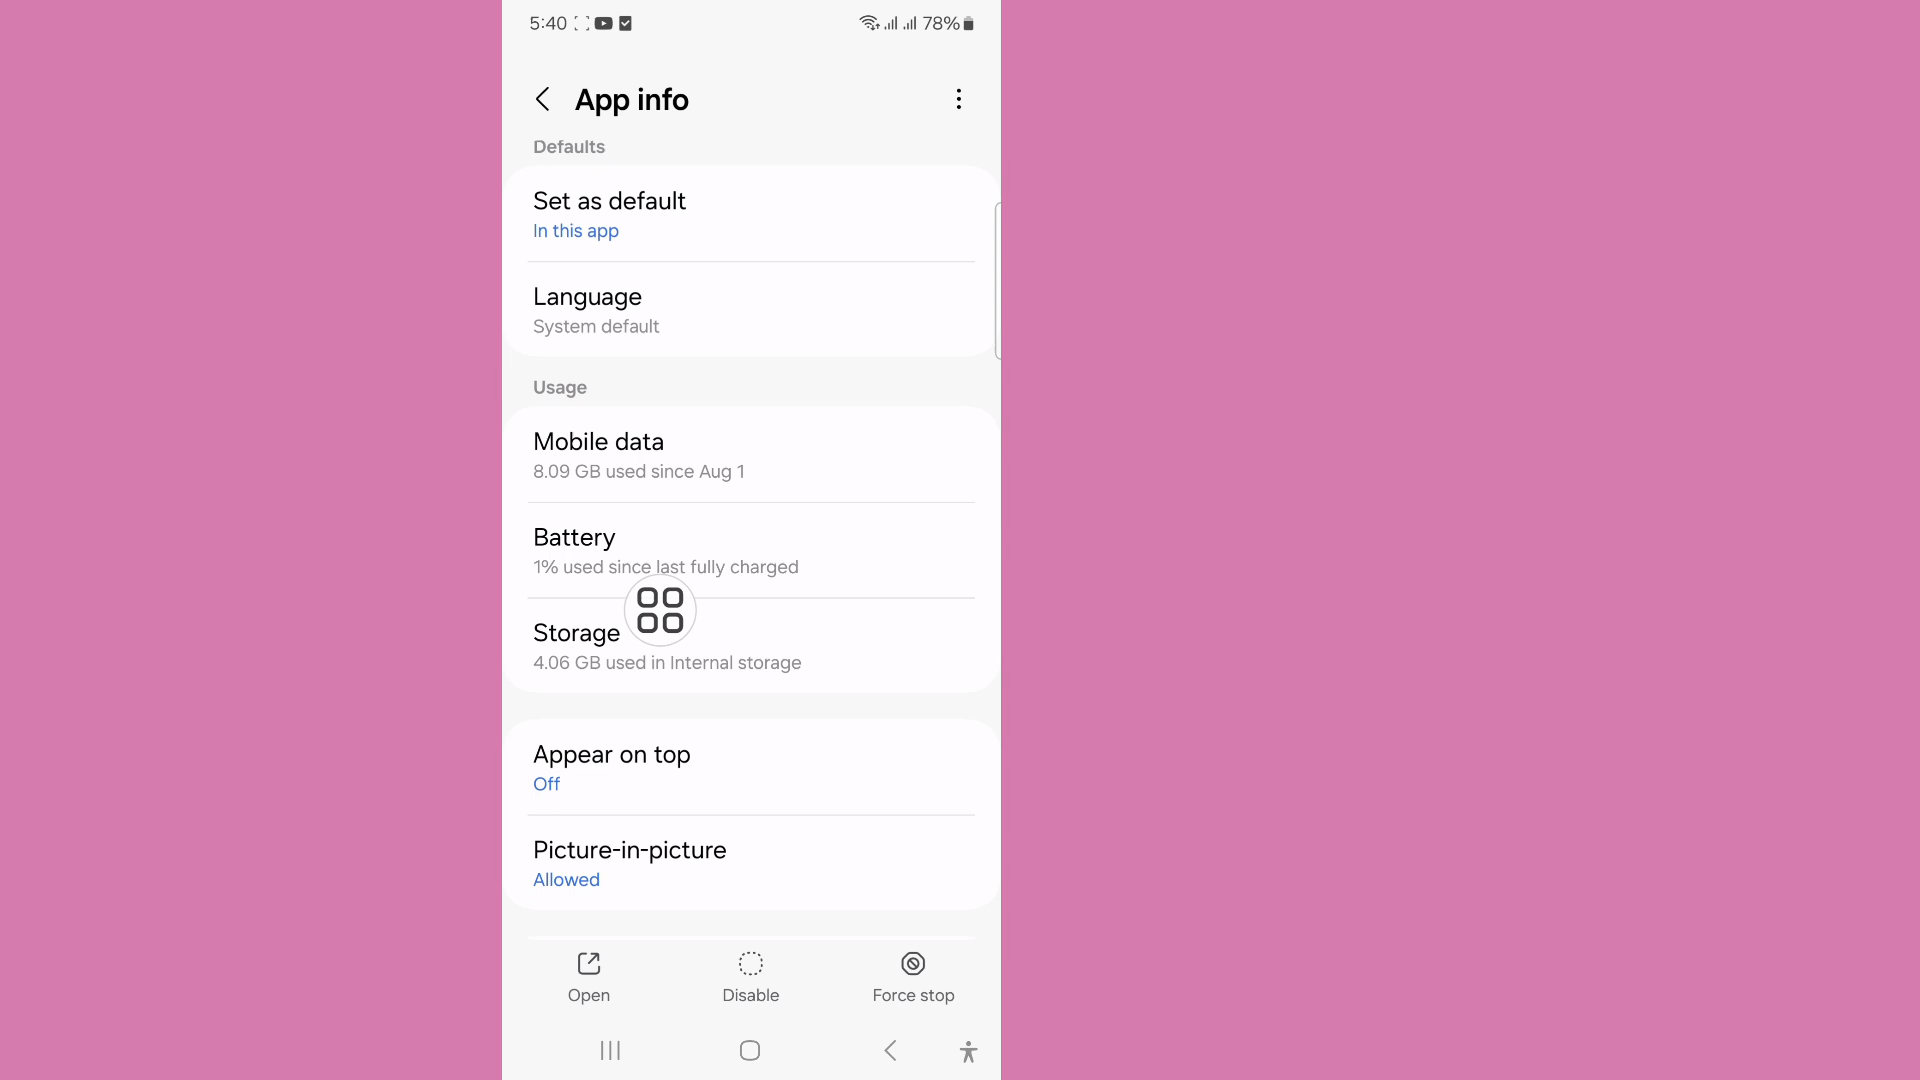 5:40 78%
App info
Defaults
Set as default
In this app
Language
System default
Usage
Mobile data
8.09 GB used since Aug 1
Battery
1% used since last fully charged
Storage
4.06 GB used in Internal storage
Appear on top
Off
Picture-in-picture
Allowed
Open Disable Force stop